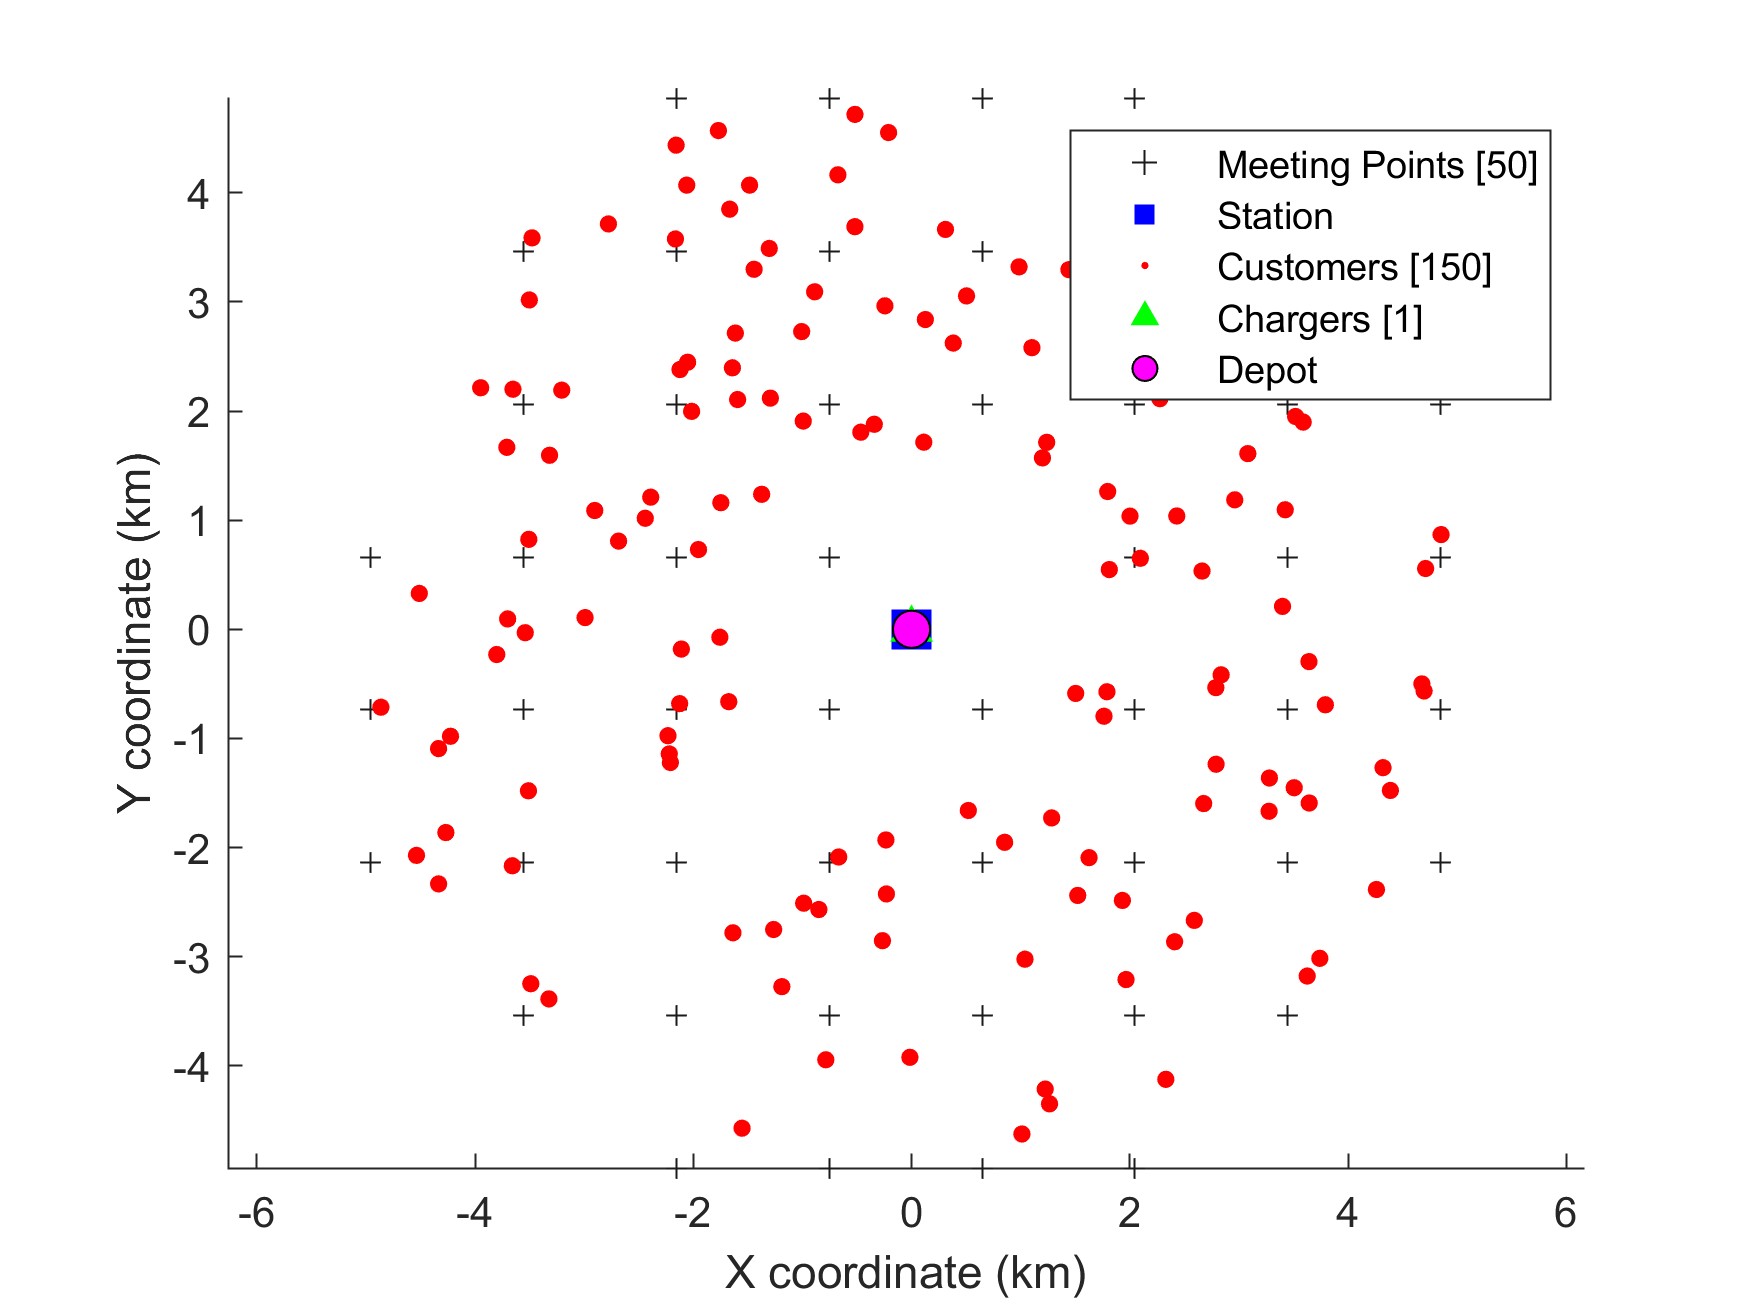 Meeting Points [50]
Station
Customers [150]
Chargers [1]
Depot
4
3
2
1
0
-1
-2
-3
-4
Y coordinate (km)
-6
-4
-2
0
2
4
6
X coordinate (km)